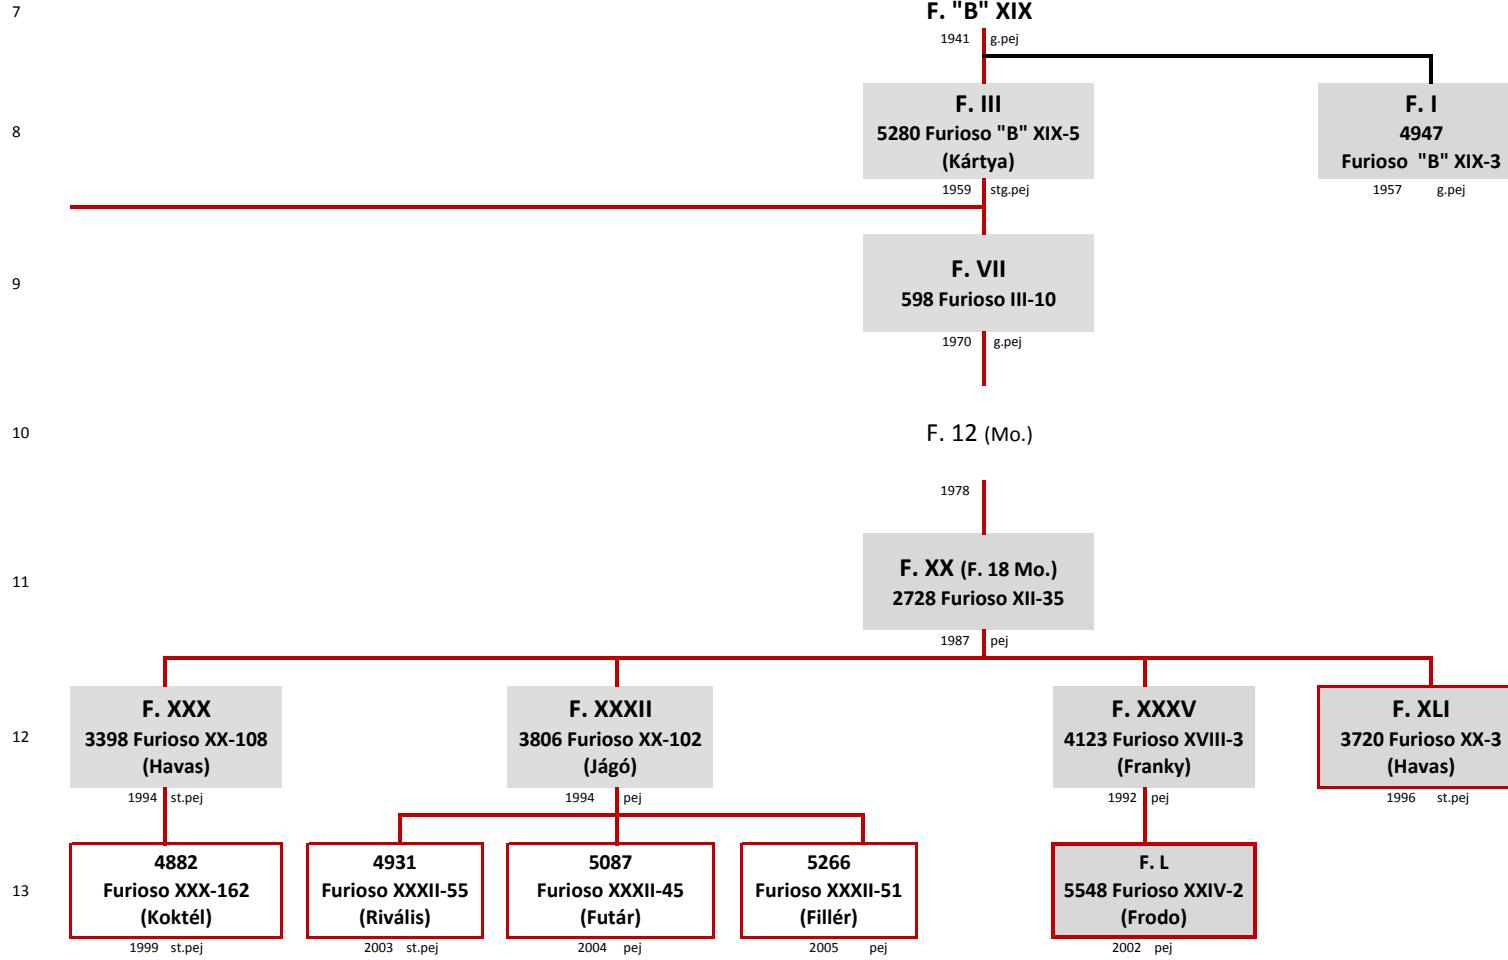 7
F. "B" XIX
1941 g.pej
8
F. III
5280 Furioso "B" XIX-5
(Kártya)
1959 stg.pej
F. I
4947
Furioso "B" XIX-3
1957 g.pej
9
F. VII
598 Furioso III-10
1970 g.pej
10
F. 12 (Mo.)
1978
11
F. XX (F. 18 Mo.)
2728 Furioso XII-35
1987 pej
12
F. XXX
3398 Furioso XX-108
(Havas)
1994 st.pej
F. XXXII
3806 Furioso XX-102
(Jágó)
1994 pej
F. XXXV
4123 Furioso XVIII-3
(Franky)
1992 pej
F. XLI
3720 Furioso XX-3
(Havas)
1996 st.pej
13
4882
Furioso XXX-162
(Koktél)
1999 st.pej
4931
Furioso XXXII-55
(Rivális)
2003 st.pej
5087
Furioso XXXII-45
(Futár)
2004 pej
5266
Furioso XXXII-51
(Fillér)
2005 pej
F. L
5548 Furioso XXIV-2
(Frodo)
2002 pej